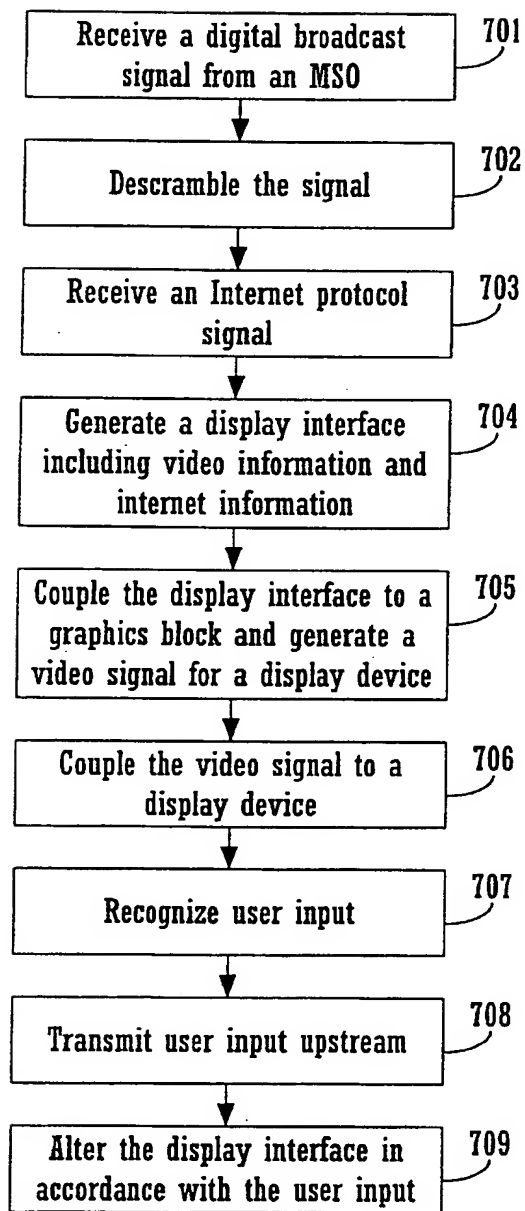 Receive a digital broadcast
signal from an MSO
701
Descramble the signal
702
Receive an Internet protocol
signal
703
Generate a display interface
including video information and
internet information
704
Couple the display interface to a
graphics block and generate a
video signal for a display device
705
Couple the video signal to a
display device
706
Recognize user input
707
Transmit user input upstream
708
Alter the display interface in
accordance with the user input
709